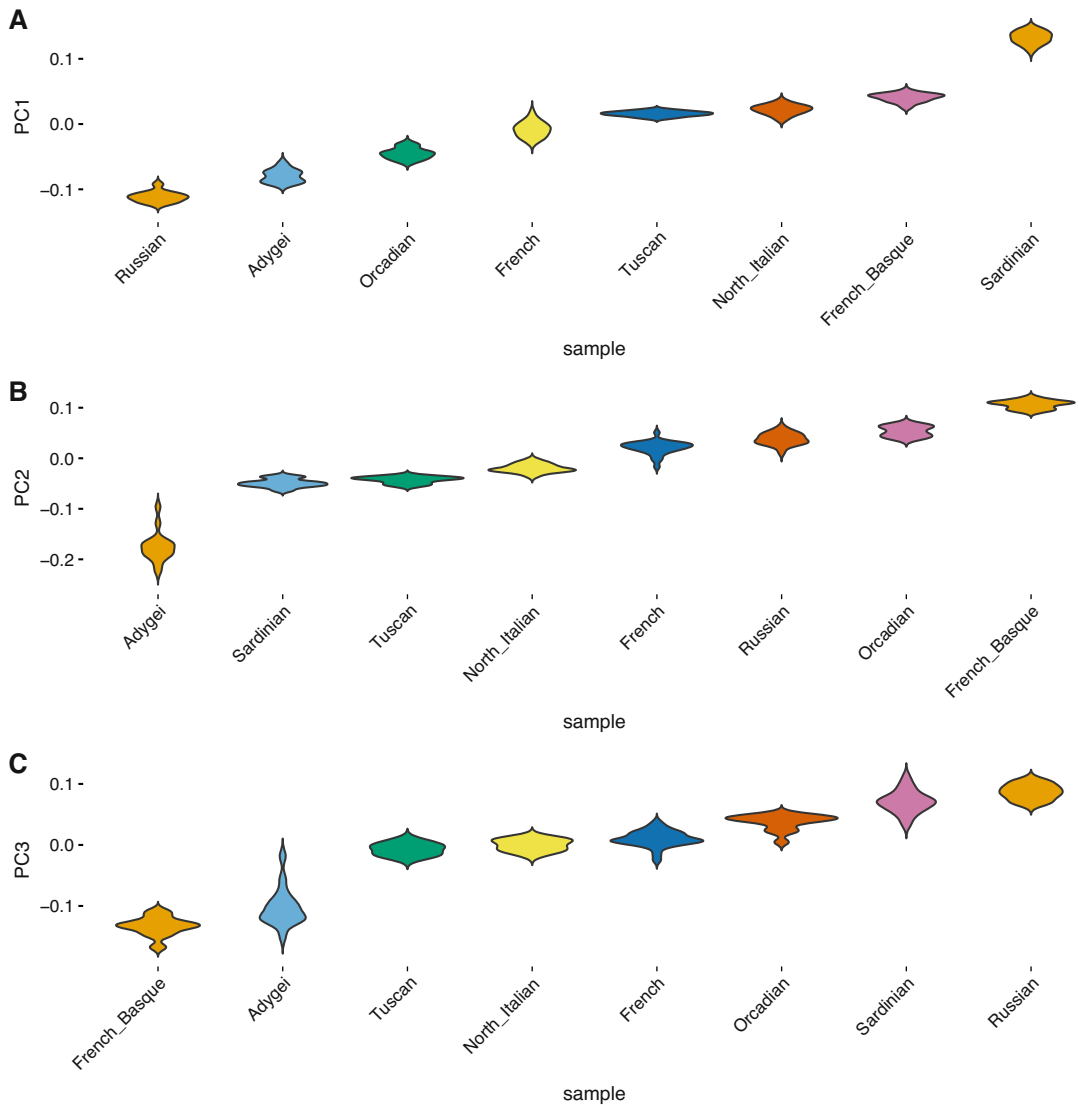 A
PC1
0.1
0.0
−0.1
Russian
Adygei
Orcadian
French
Tuscan
North_Italian
French_Basque
Sardinian
sample
B
PC2
0.1
0.0
−0.1
−0.2
Adygei
Sardinian
Tuscan
North_Italian
French
Russian
Orcadian
French_Basque
sample
C
PC3
0.1
0.0
−0.1
French_Basque
Adygei
Tuscan
North_Italian
French
Orcadian
Sardinian
Russian
sample